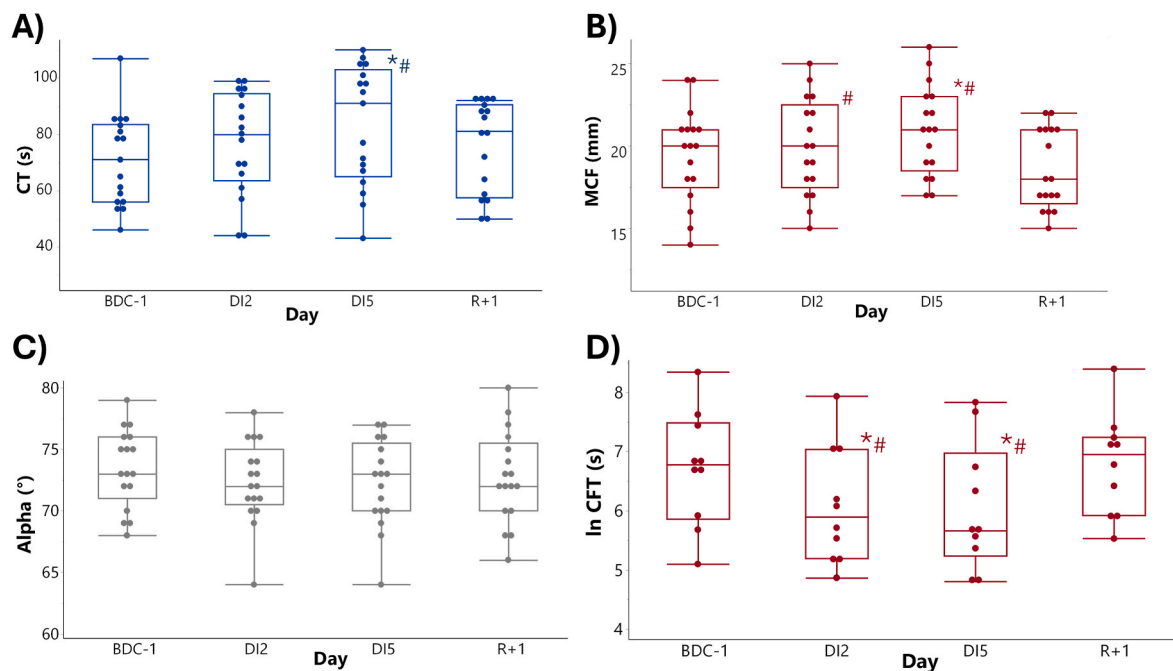 A)
CT (s)
100
80
60
40
*#
BDC-1 DI2 DI5 R+1
Day
B)
MCF (mm)
25
20
15
#
*#
BDC-1 DI2 DI5 R+1
Day
C)
Alpha (°)
80
75
70
65
60
BDC-1 DI2 DI5 R+1
Day
D)
ln CFT (s)
8
7
6
5
4
*#
*#
BDC-1 DI2 DI5 R+1
Day